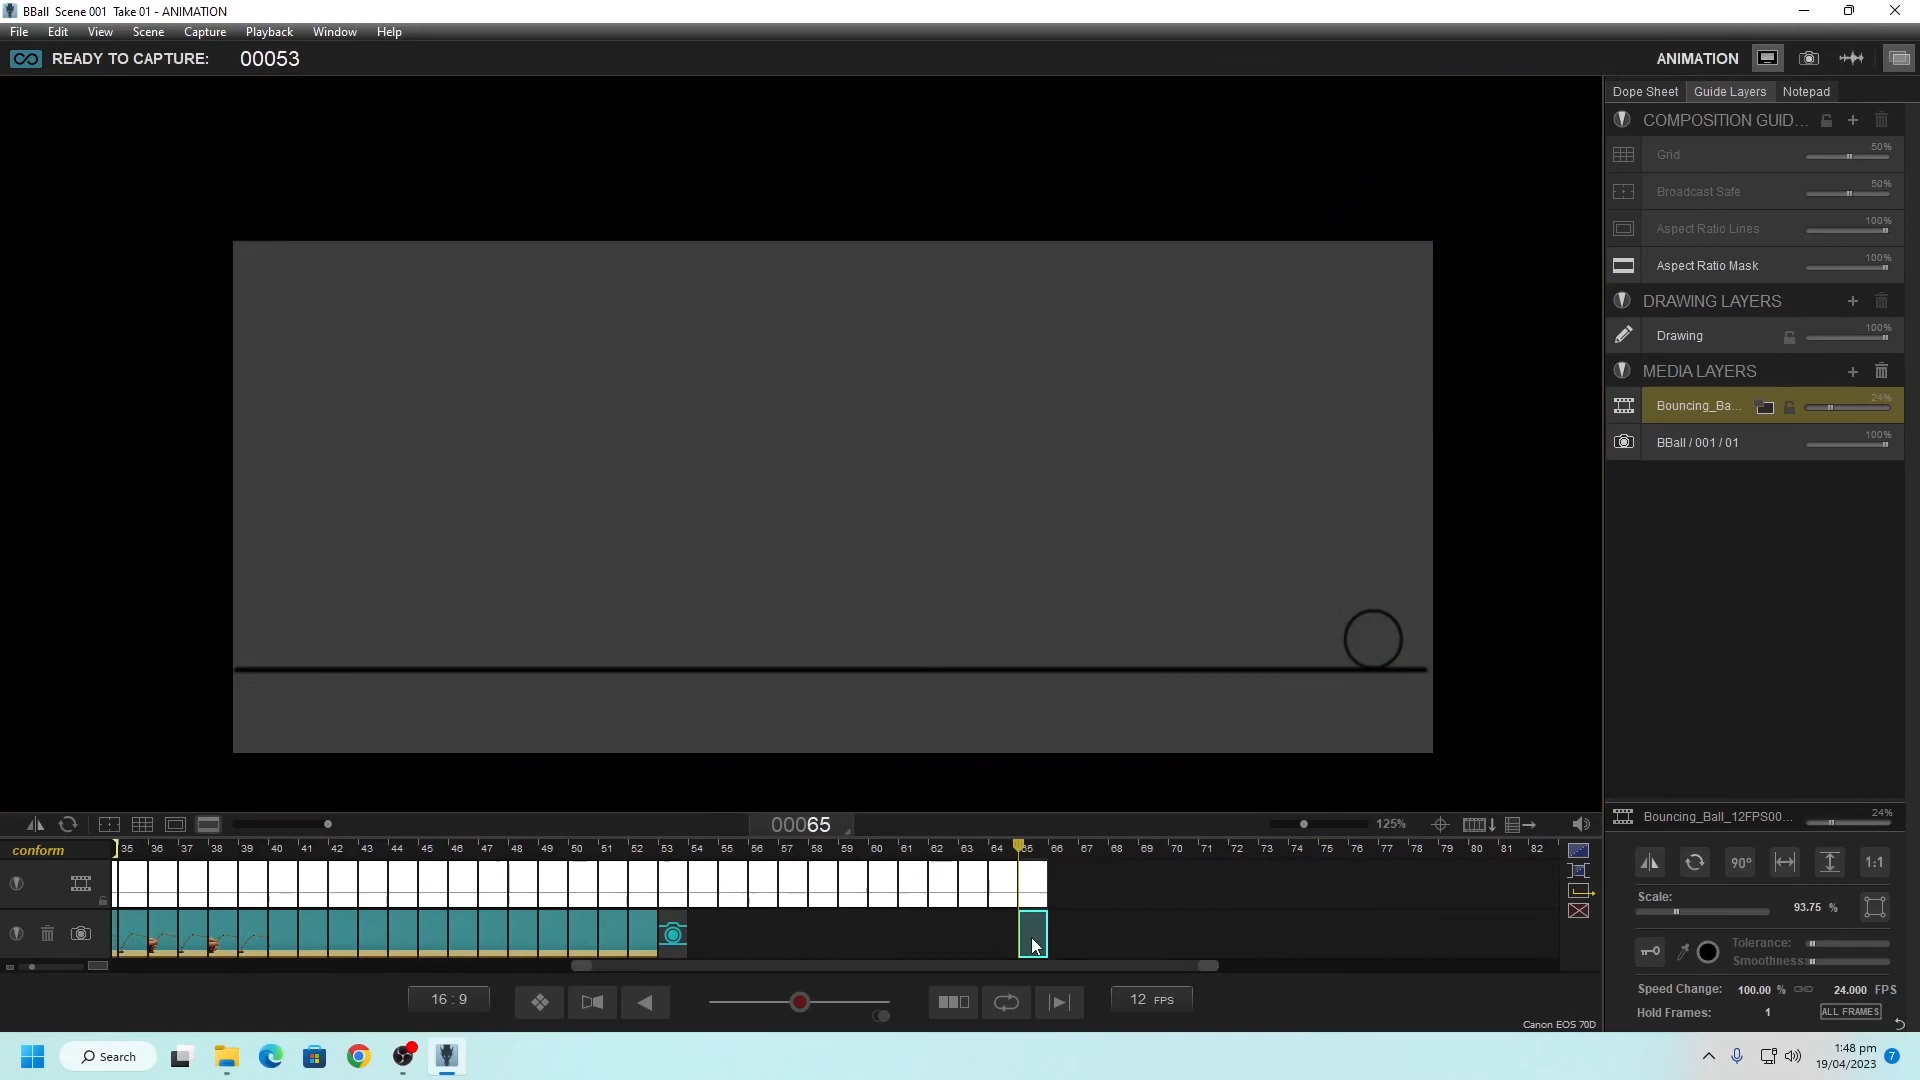 BBall  Scene 001  Take 01 - ANIMATION
File Edit View Scene Capture Playback Window Help
READY TO CAPTURE: 00053 ANIMATION
Dope Sheet Guide Layers Notepad
COMPOSITION GUID...
Grid 50%
Broadcast Safe 50%
Aspect Ratio Lines 100%
Aspect Ratio Mask 100%
DRAWING LAYERS
Drawing 100%
MEDIA LAYERS
Bouncing_Ba... 24%
BBall / 001 / 01 100%
Bouncing_Ball_12FPS00... 24%
00065 125%
conform 35 36 37 38 39 40 41 42 43 44 45 46 47 48 49 50 51 52 53 54 55 56 57 58 59 60 61 62 63 64 65 66 67 68 69 70 71 72 73 74 75 76 77 78 79 80 81 82
90° 1:1
Scale: 93.75 %
Tolerance:
Smoothness:
Speed Change: 100.00 % 24.000 FPS
Hold Frames: 1 ALL FRAMES
16 : 9 12 FPS
Canon EOS 70D
Search
1:48 pm
19/04/2023 7